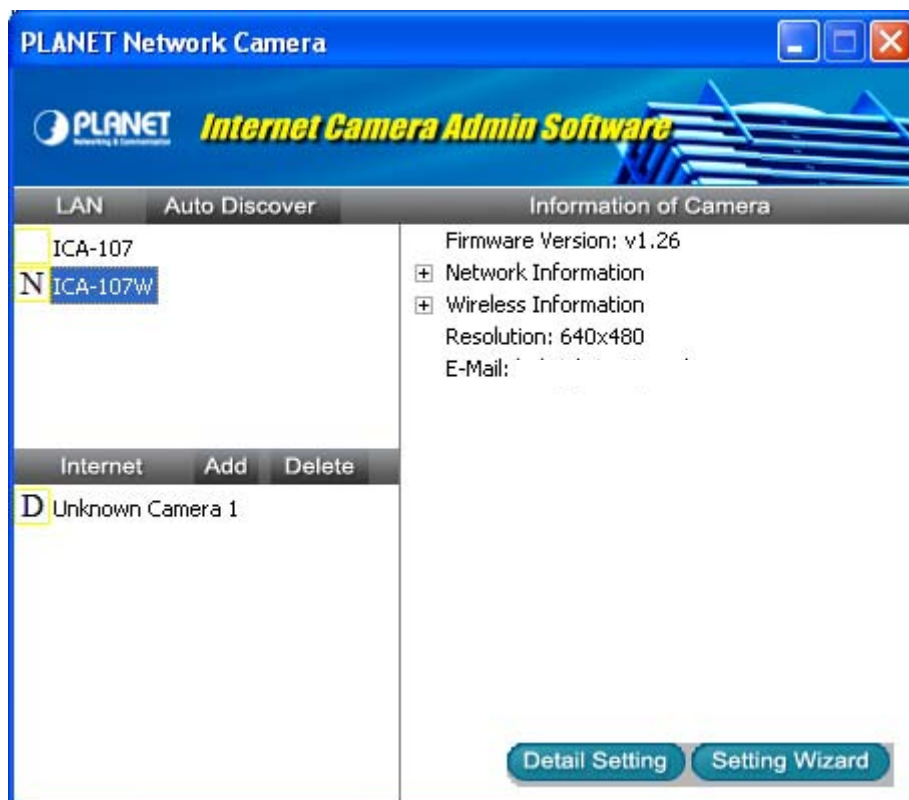 PLANET Network Camera
PLANET
Networking & Communication
Internet Camera Admin Software
LAN Auto Discover
ICA-107
N ICA-107W
Internet Add Delete
D Unknown Camera 1
Information of Camera
Firmware Version: v1.26
Network Information
Wireless Information
Resolution: 640x480
E-Mail:
Detail Setting Setting Wizard